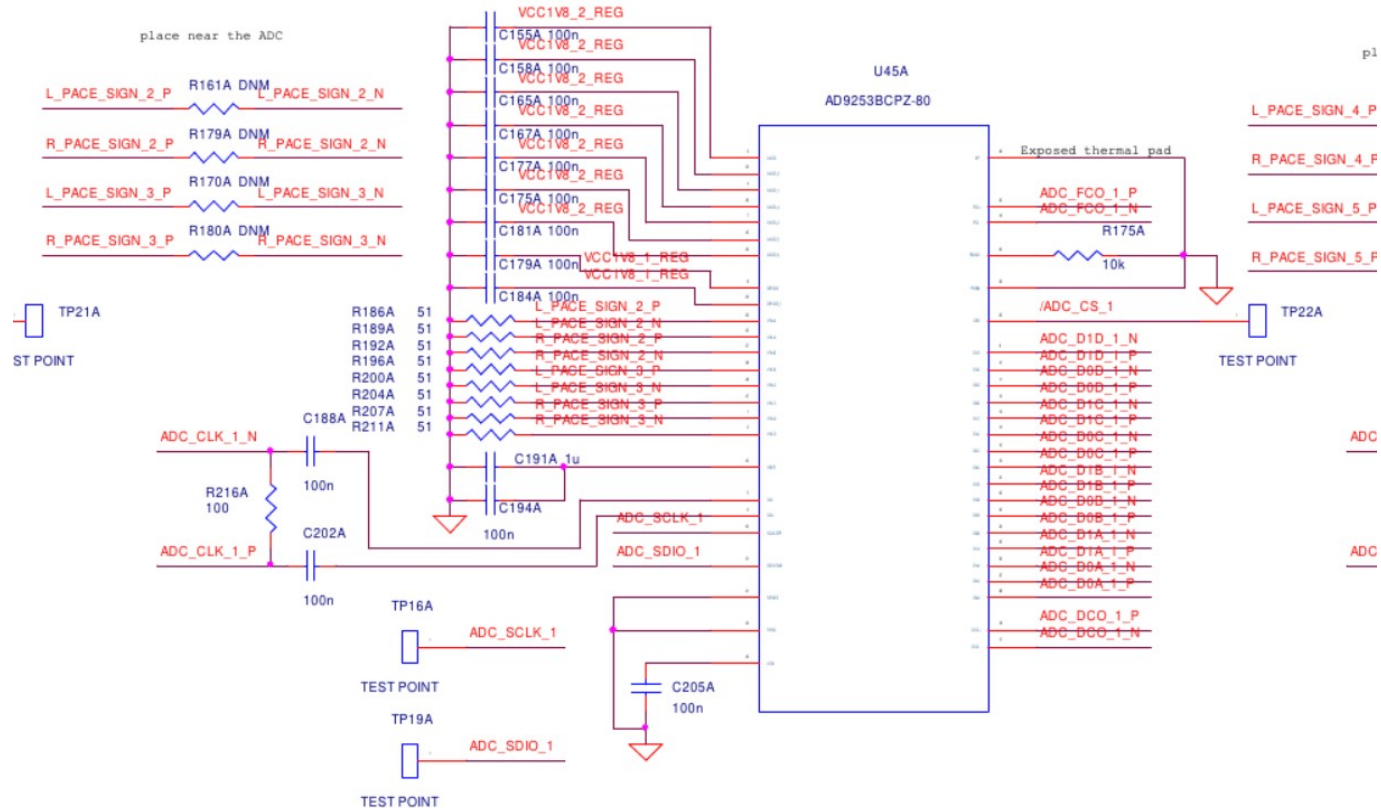 place near the ADC
L_PACE_SIGN_2_P
R161A DNM
L_PACE_SIGN_2_N
R_PACE_SIGN_2_P
R179A DNM
R_PACE_SIGN_2_N
L_PACE_SIGN_3_P
R170A DNM
L_PACE_SIGN_3_N
R_PACE_SIGN_3_P
R180A DNM
R_PACE_SIGN_3_N
TP21A
ST POINT
VCC1V8_2_REG
C155A 100n
VCC1V8_2_REG
C158A 100n
VCC1V8_2_REG
C165A 100n
VCC1V8_2_REG
C167A 100n
VCC1V8_2_REG
C177A 100n
VCC1V8_2_REG
C175A 100n
VCC1V8_2_REG
C181A 100n
VCC1V8_1_REG
C179A 100n
VCC1V8_1_REG
C184A 100n
R186A 51
L_PACE_SIGN_2_P
R189A 51
L_PACE_SIGN_2_N
R192A 51
R_PACE_SIGN_2_P
R196A 51
R_PACE_SIGN_2_N
R200A 51
L_PACE_SIGN_3_P
R204A 51
L_PACE_SIGN_3_N
R207A 51
R_PACE_SIGN_3_P
R211A 51
R_PACE_SIGN_3_N
C191A 1u
C194A
100n
ADC_CLK_1_N
C188A
100n
R216A
100
ADC_CLK_1_P
C202A
100n
ADC_SCLK_1
ADC_SDIO_1
TP16A
ADC_SCLK_1
TEST POINT
TP19A
ADC_SDIO_1
TEST POINT
C205A
100n
U45A
AD9253BCPZ-80
Exposed thermal pad
ADC_FCO_1_P
ADC_FCO_1_N
R175A
10k
/ADC_CS_1
TP22A
TEST POINT
ADC_D1D_1_N
ADC_D1D_1_P
ADC_D0D_1_N
ADC_D0D_1_P
ADC_D1C_1_N
ADC_D1C_1_P
ADC_D0C_1_N
ADC_D0C_1_P
ADC_D1B_1_N
ADC_D1B_1_P
ADC_D0B_1_N
ADC_D0B_1_P
ADC_D1A_1_N
ADC_D1A_1_P
ADC_D0A_1_N
ADC_D0A_1_P
ADC_DCO_1_P
ADC_DCO_1_N
pl
L_PACE_SIGN_4_P
R_PACE_SIGN_4_P
L_PACE_SIGN_5_P
R_PACE_SIGN_5_P
ADC
ADC